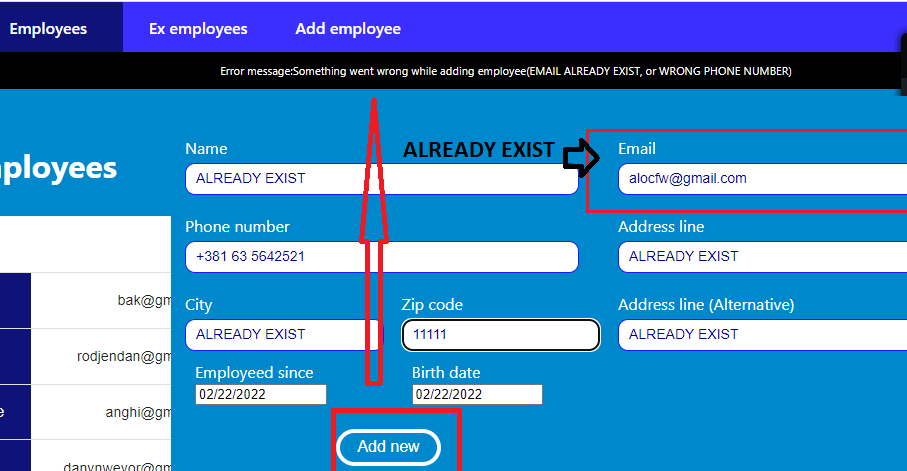 Employees Ex employees Add employee
Error message:Something went wrong while adding employee(EMAIL ALREADY EXIST, or WRONG PHONE NUMBER)
ployees
Name
ALREADY EXIST
ALREADY EXIST
Email
alocfw@gmail.com
Phone number
+381 63 5642521
Address line
ALREADY EXIST
City
ALREADY EXIST
Zip code
11111
Address line (Alternative)
ALREADY EXIST
bak@gm
rodjendan@gm
e
anghi@gm
danynwevor@gm
Employeed since
02/22/2022
Birth date
02/22/2022
Add new